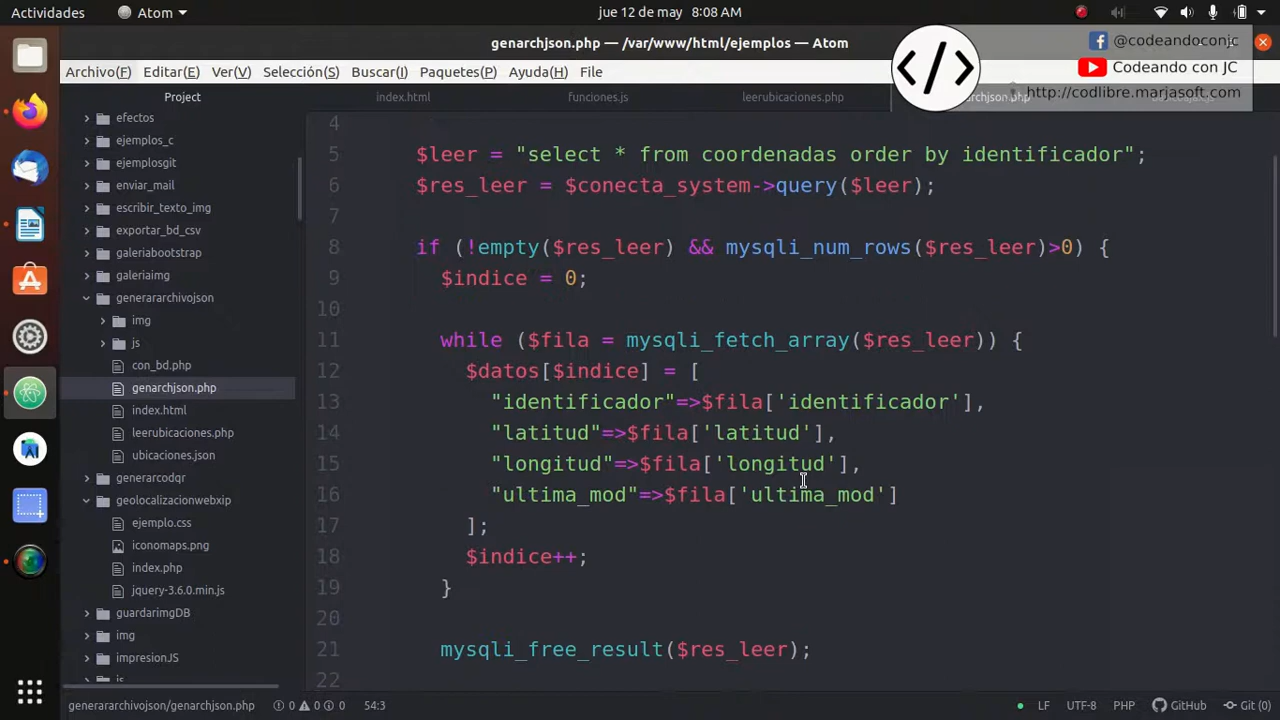 Actividades
Atom
jue 12 de may 8:08 AM
genarchjson.php — /var/www/html/ejemplos — Atom
@codeandoconjc
Codeando con JC
http://codlibre.marjasoft.com
Archivo(F) Editar(E) Ver(V) Selección(S) Buscar(I) Paquetes(P) Ayuda(H) File
Project
index.html
funciones.js
leerubicaciones.php
efectos
ejemplos_c
ejemplosgit
enviar_mail
escribir_texto_img
exportar_bd_csv
galeriabootstrap
galeriaimg
generararchivojson
img
js
con_bd.php
genarchjson.php
index.html
leerubicaciones.php
ubicaciones.json
generarcodqr
geolocalizationwebxip
ejemplo.css
iconomaps.png
index.php
jquery-3.6.0.min.js
guardarimgDB
img
impresionJS
4
5 $leer = "select * from coordenadas order by identificador";
6 $res_leer = $conecta_system->query($leer);
7
8 if (!empty($res_leer) && mysqli_num_rows($res_leer)>0) {
9 $indice = 0;
10
11 while ($fila = mysqli_fetch_array($res_leer)) {
12 $datos[$indice] = [
13 "identificador"=>$fila['identificador'],
14 "latitud"=>$fila['latitud'],
15 "longitud"=>$fila['longitud'],
16 "ultima_mod"=>$fila['ultima_mod']
17 ];
18 $indice++;
19 }
20
21 mysqli_free_result($res_leer);
22
generararchivojson/genarchjson.php 0 0 0 54:3
LF UTF-8 PHP GitHub Git (0)